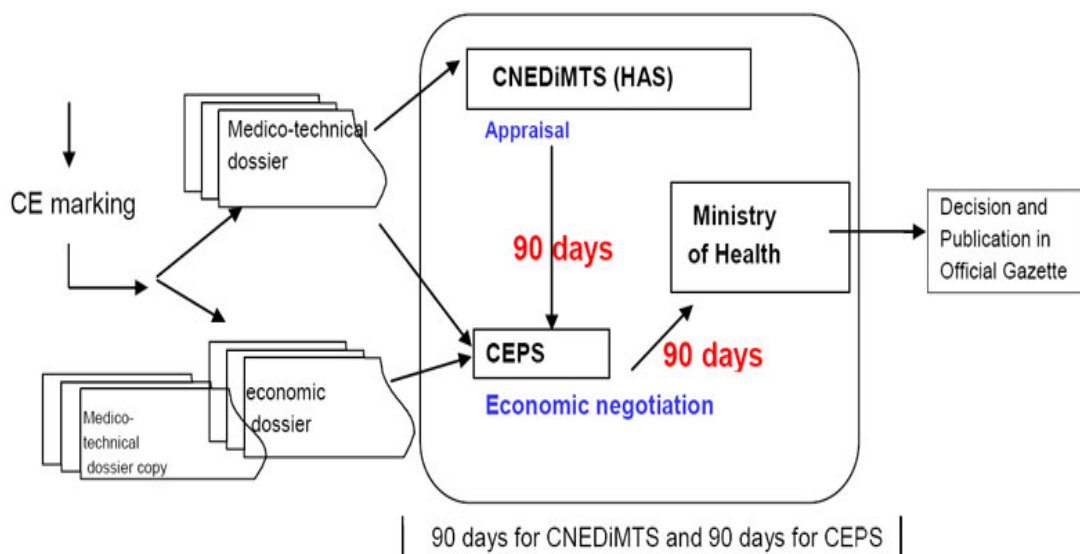 CE marking
Medico-technical
dossier
Medico-
technical
dossier copy
economic
dossier
CNEDiMTS (HAS)
Appraisal
90 days
CEPS
Economic negotiation
90 days
Ministry
of Health
Decision and
Publication in
Official Gazette
90 days for CNEDiMTS and 90 days for CEPS